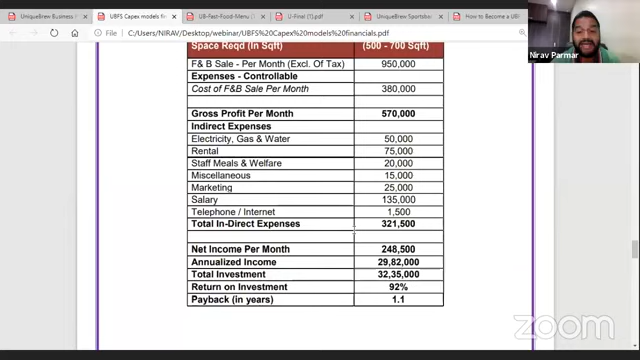 UniqueBrew Business
UBFS Capex models fina
UB-Fast-Food-Menu
U-Final (1).pdf
UniqueBrew Sportsba
How to Become a UB
C:/Users/NIRAV/Desktop/webinar/UBFS%20Capex%20models%20financials.pdf
Nirav Parmar
Space Reqd (In Sqft) (500 - 700 Sqft)
F& B Sale - Per Month (Excl. Of Tax) 950,000
Expenses - Controllable
Cost of F&B Sale Per Month 380,000
Gross Profit Per Month 570,000
Indirect Expenses
Electricity, Gas & Water 50,000
Rental 75,000
Staff Meals & Welfare 20,000
Miscellaneous 15,000
Marketing 25,000
Salary 135,000
Telephone / Internet 1,500
Total In-Direct Expenses 321,500
Net Income Per Month 248,500
Annualized Income 29,82,000
Total Investment 32,35,000
Return on Investment 92%
Payback (in years) 1.1
zoom